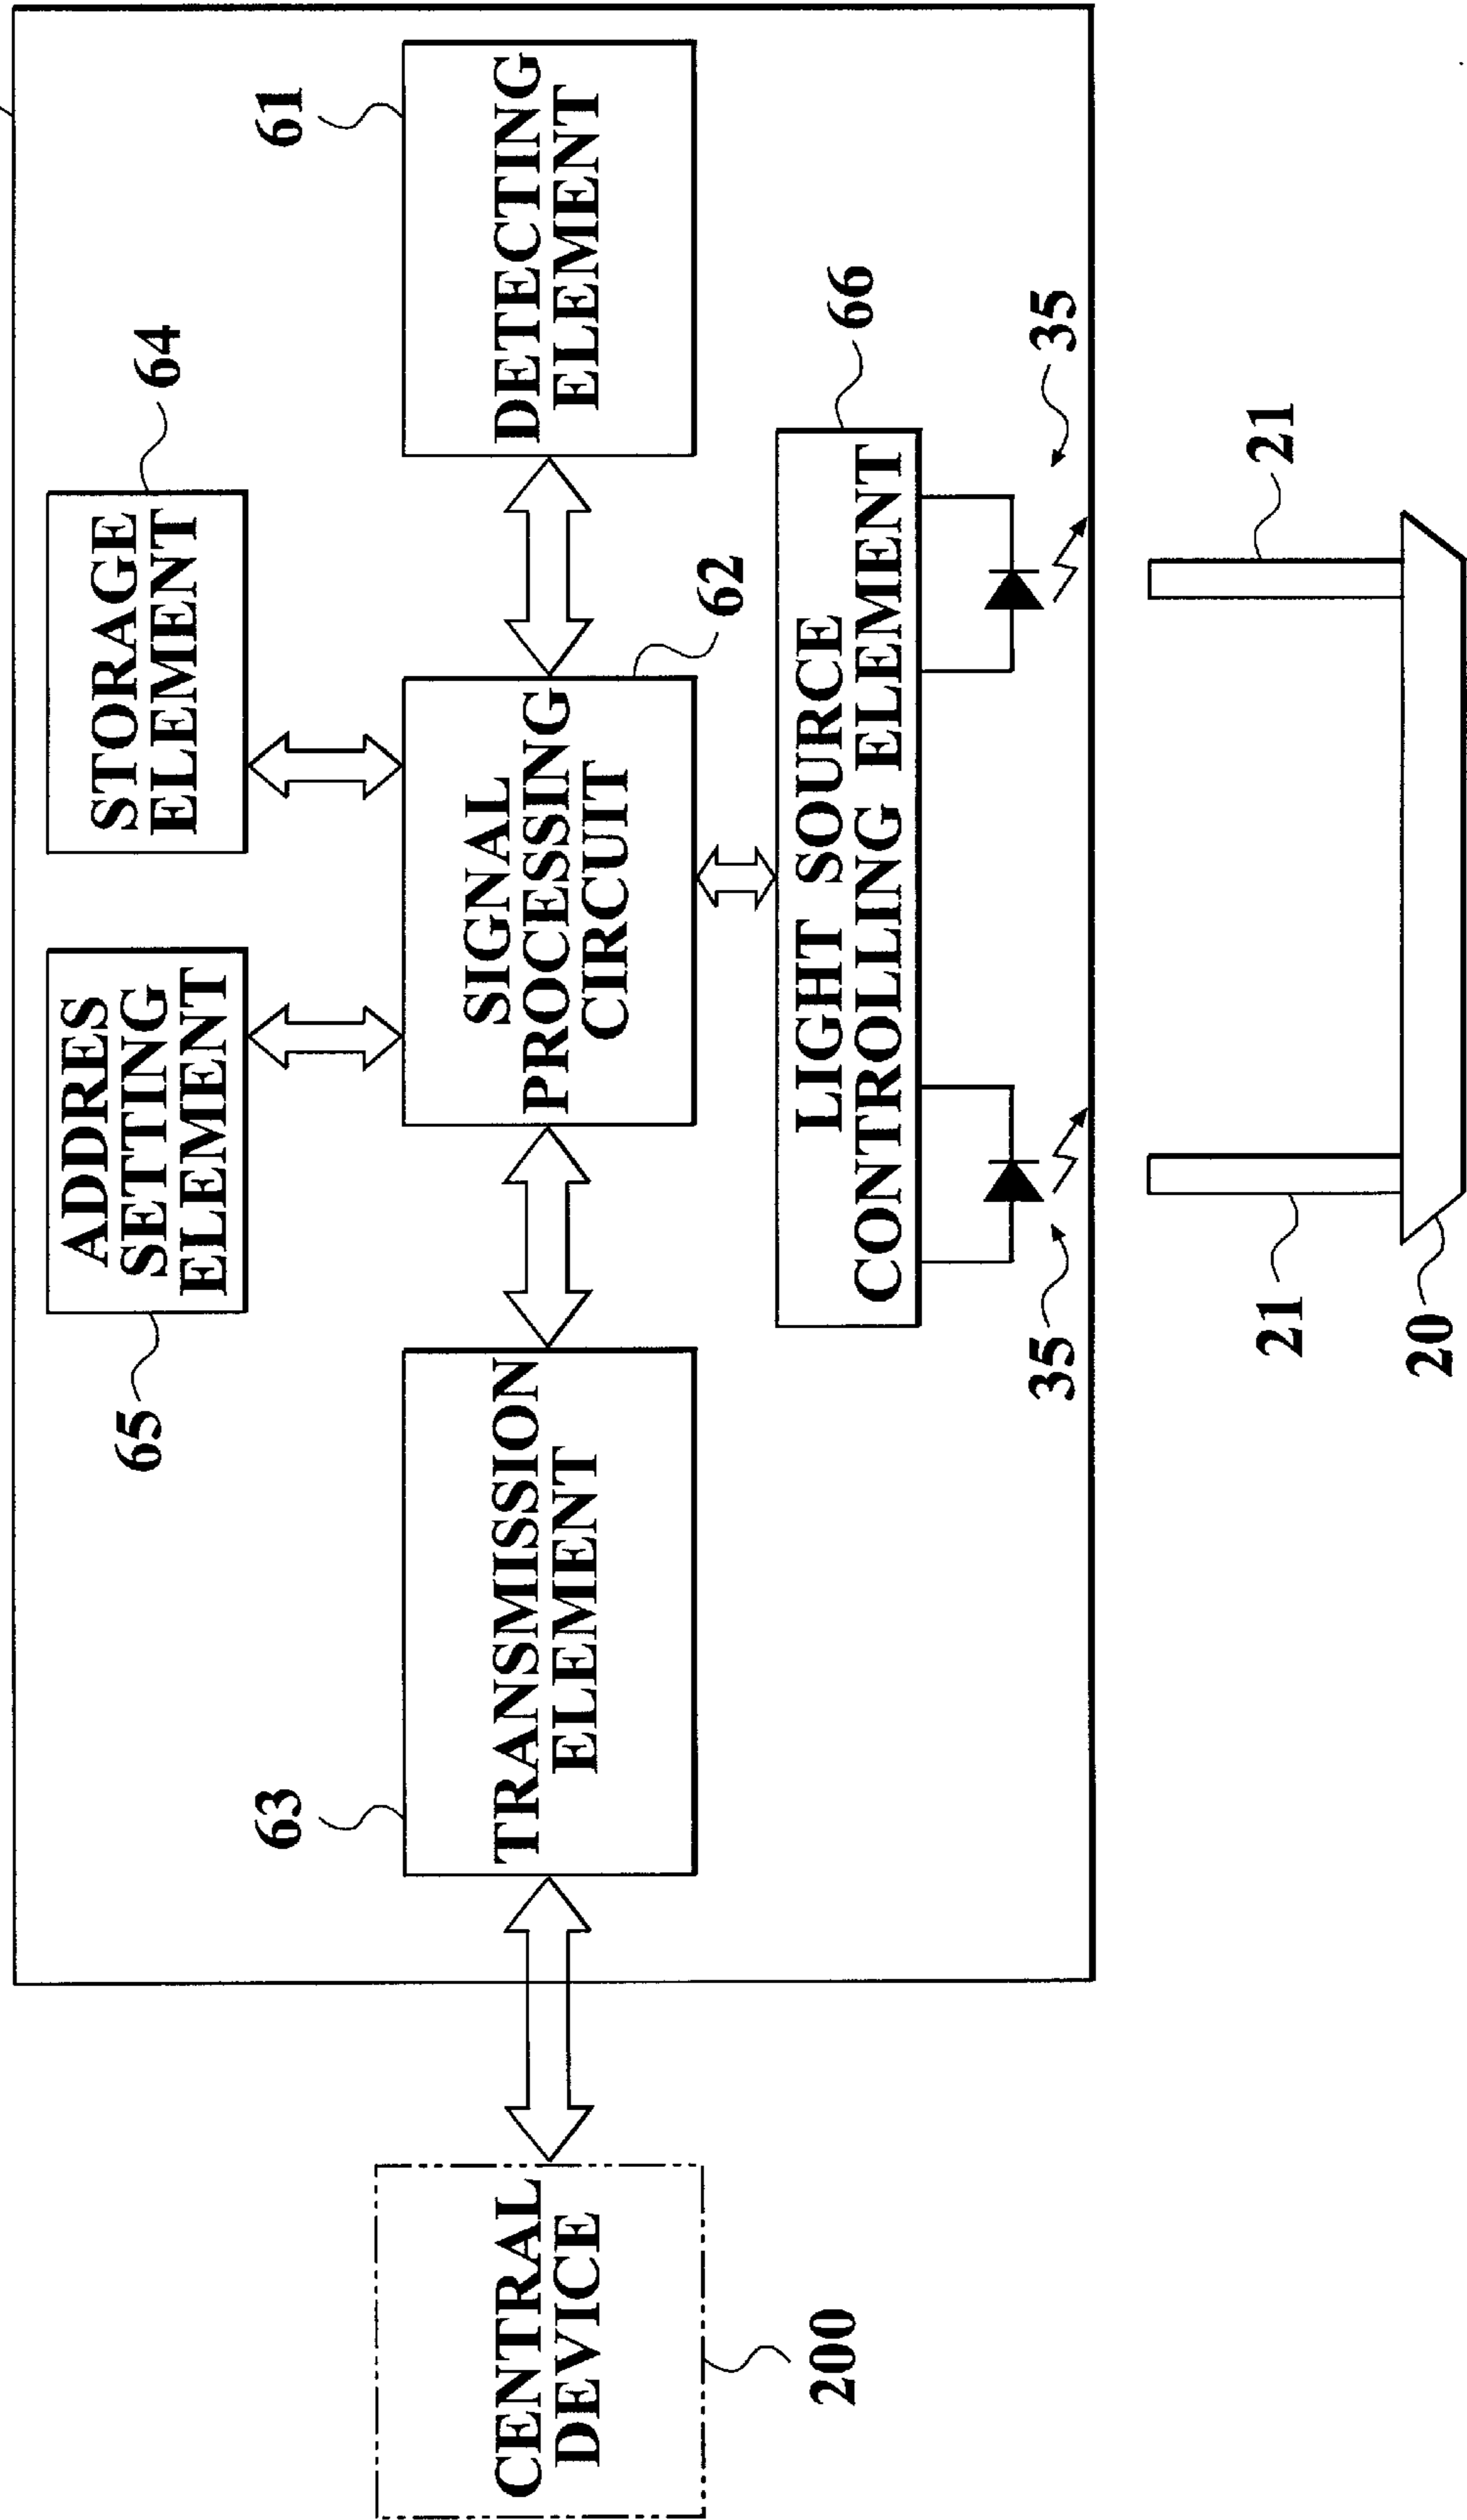 65
ADDRES
SETTING
ELEMENT
STORAGE
ELEMENT
64
63
61
CENTRAL
DEVICE
TRANSMISSION
ELEMENT
SIGNAL
PROCESSING
CIRCUIT
DETECTING
ELEMENT
62
200
LIGHT SOURCE
CONTROLING ELEMENT
66
35
35
21
21
20